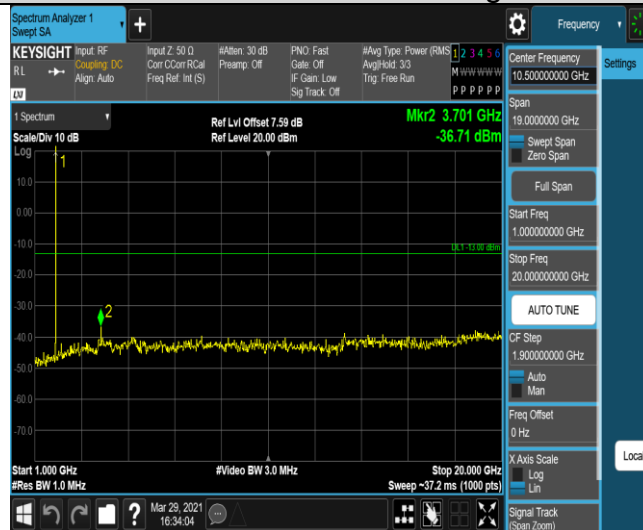 Spectrum Analyzer 1
Swept SA
+
Frequency
KEYSIGHT
R L
LXI
Input: RF
Coupling: DC
Align: Auto
Input Z: 50 Ω
Corr CCorr RCal
Freq Ref: Int (S)
#Atten: 30 dB
Preamp: Off
PNO: Fast
Gate: Off
IF Gain: Low
Sig Track: Off
#Avg Type: Power (RMS
Avg|Hold: 3/3
Trig: Free Run
1 2 3 4 5 6
M W W W W W
P P P P P P
1 Spectrum
Scale/Div 10 dB
Log
Ref Lvl Offset 7.59 dB
Ref Level 20.00 dBm
Mkr2 3.701 GHz
-36.71 dBm
1
10.0
0.00
-10.0
DL1 -13.00 dBm
-20.0
-30.0
2
-40.0
-50.0
-60.0
-70.0
Start 1.000 GHz
#Res BW 1.0 MHz
#Video BW 3.0 MHz
Stop 20.000 GHz
Sweep ~37.2 ms (1000 pts)
?
Mar 29, 2021
16:34:04
Center Frequency
10.500000000 GHz
Settings
Span
19.0000000 GHz
Swept Span
Zero Span
Full Span
Start Freq
1.000000000 GHz
Stop Freq
20.000000000 GHz
AUTO TUNE
CF Step
1.900000000 GHz
Auto
Man
Freq Offset
0 Hz
X Axis Scale
Log
Lin
Local
Signal Track
(Span Zoom)